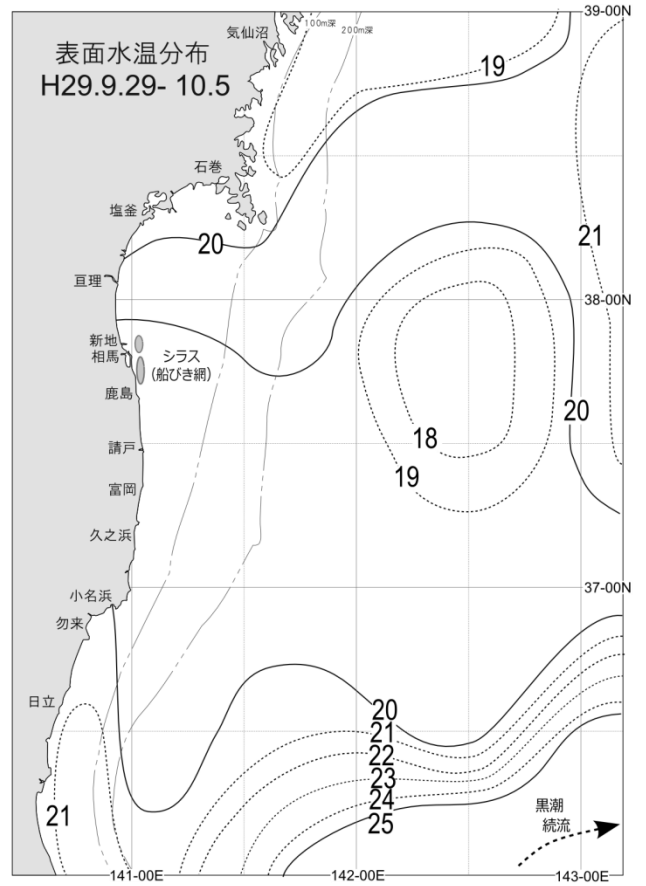 39-00N
100m深
200m深
気仙沼
表面水温分布
H29.9.29- 10.5
19
石巻
塩釜
20
21
亘理
38-00N
新地
相馬
シラス
(船びき網)
鹿島
20
18
請戸
19
富岡
久之浜
37-00N
小名浜
勿来
日立
20
21
22
23
24
25
21
黒潮
続流
141-00E
142-00E
143-00E